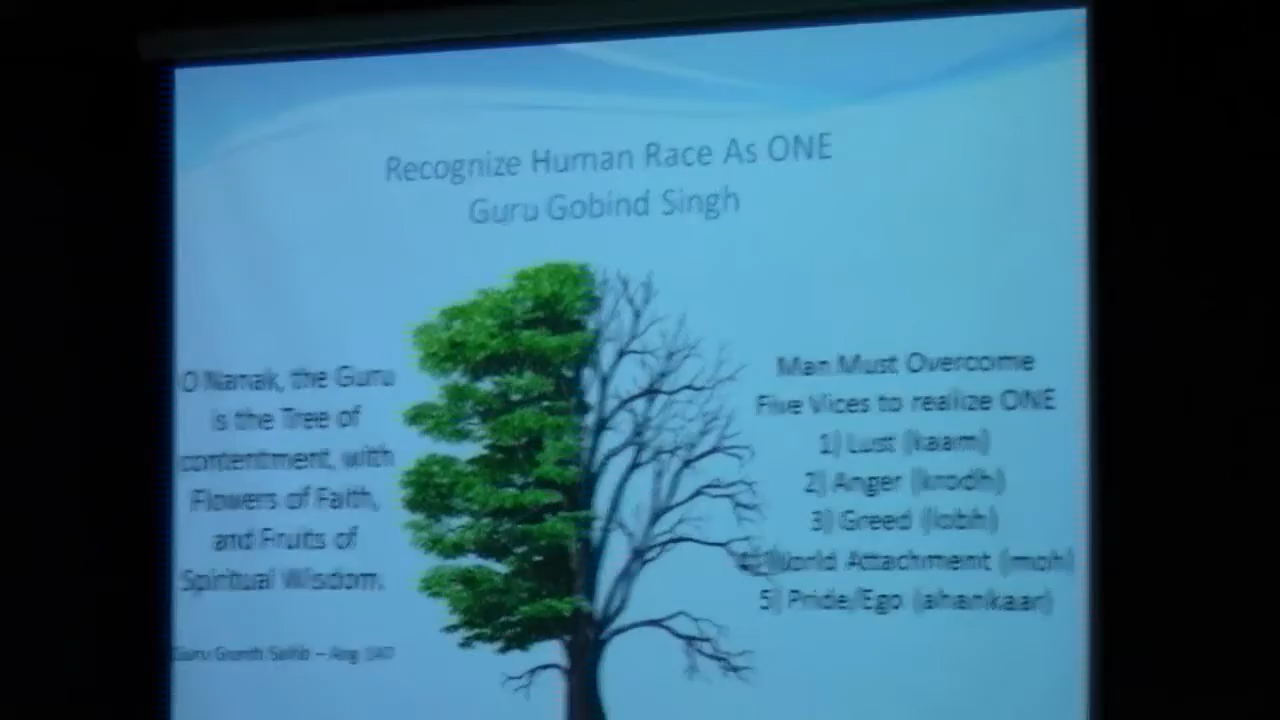 Recognize Human Race As ONE
Guru Gobind Singh
O Nanak, the Guru
is the Tree of
contentment, with
Flowers of Faith,
and Fruits of
Spiritual Wisdom.
Guru Granth Sahib – Ang
Man Must Overcome
Five Vices to realize ONE
1) Lust (kaam)
2) Anger (krodh)
3) Greed (lobh)
4) World Attachment (moh)
5) Pride/Ego (ahankaar)